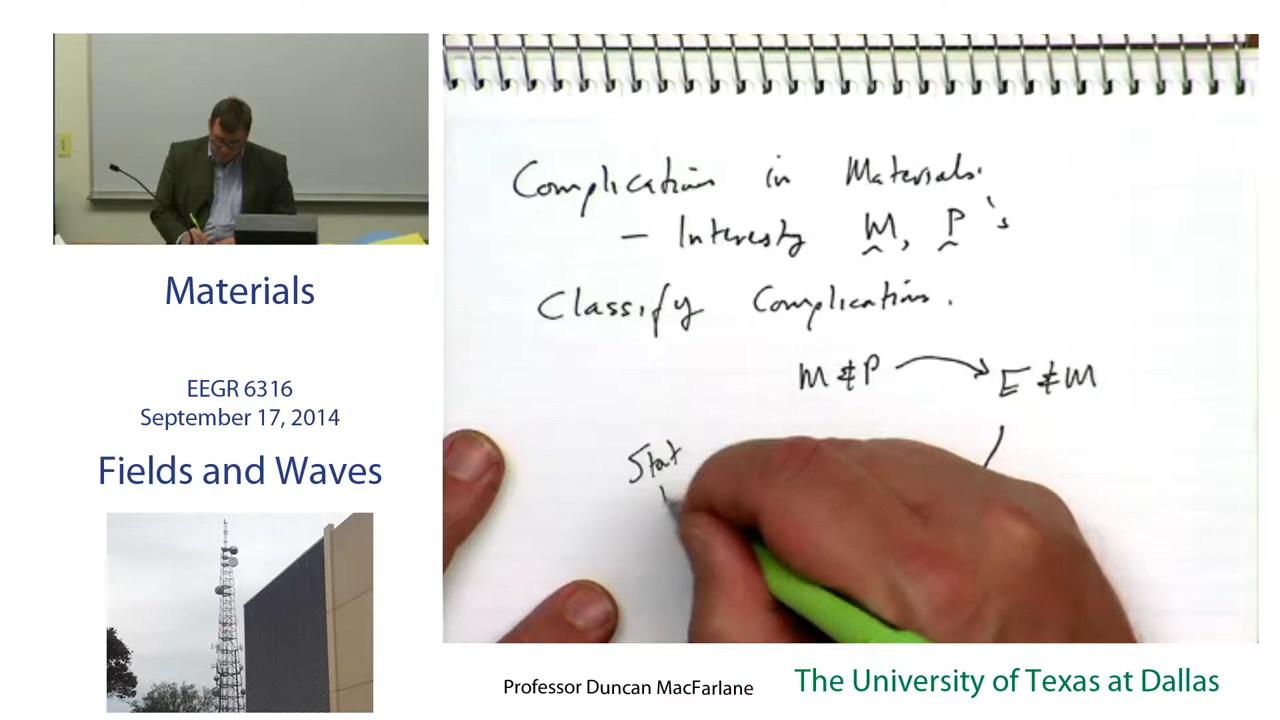 Complication in Materials.
– Interesty M, P's
Classify Complications.
M & P → E & M
Stat
Materials
EEGR 6316
September 17, 2014
Fields and Waves
Professor Duncan MacFarlane
The University of Texas at Dallas